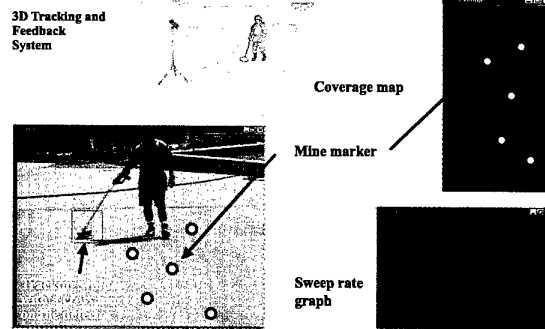 3D Tracking and
Feedback
System
Coverage map
Mine marker
Sweep rate
graph